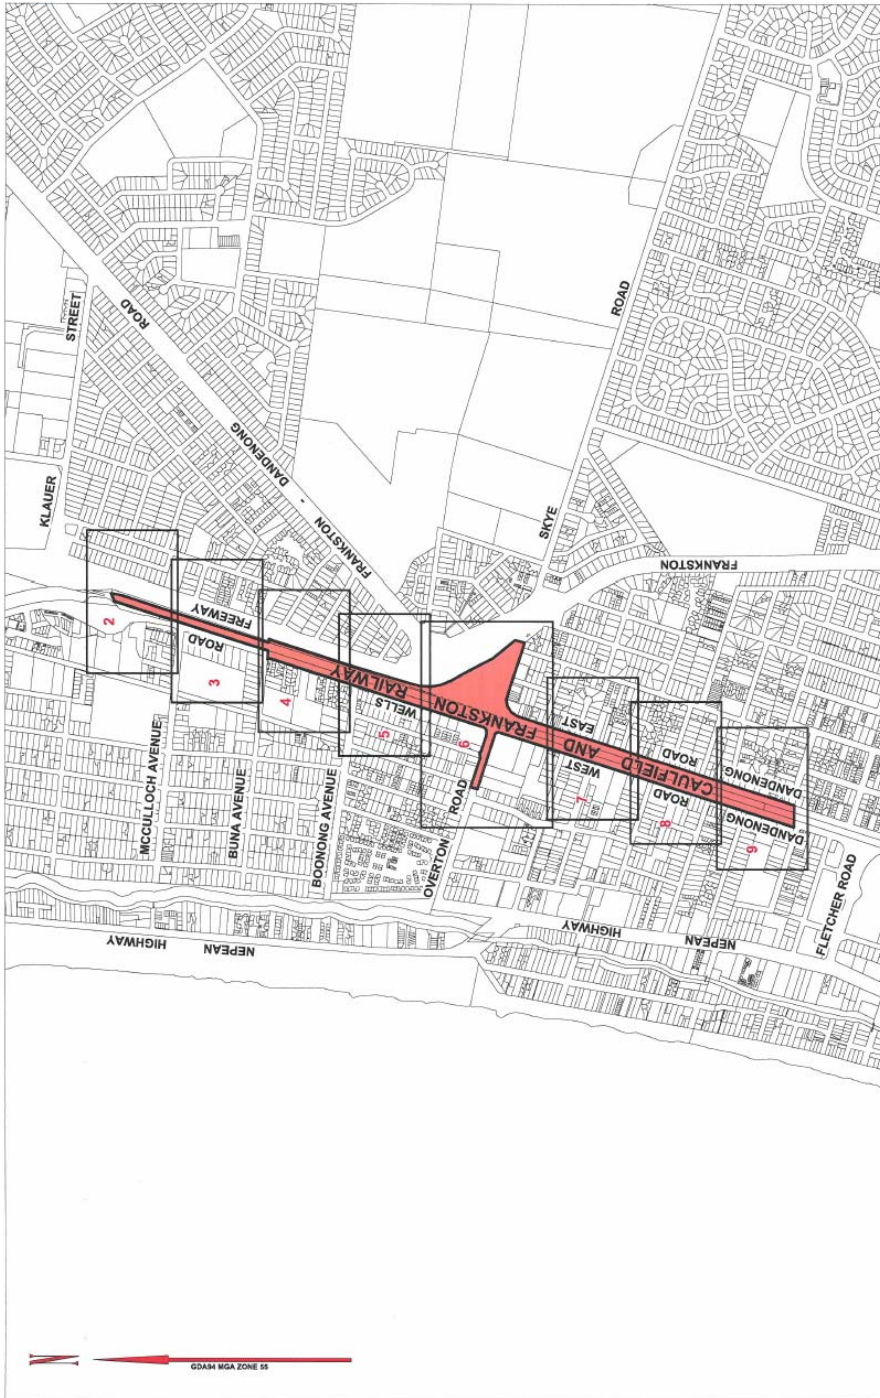 KLAUER
STREET
ROAD
FRANKSTON - DANDENONG
2
FREEWAY
ROAD
3
4
MCCULLOCH AVENUE
BUNA AVENUE
BOONONG AVENUE
WELLS
5
6
OVERTON
ROAD
SKYE
ROAD
FRANKSTON
CAULFIELD AND FRANKSTON RAILWAY
EAST
WEST
7
ROAD
ROAD
8
DANDENONG
DANDENONG
9
FLETCHER ROAD
NEPEAN
HIGHWAY
NEPEAN
HIGHWAY
N
GDA94 MGA ZONE 55